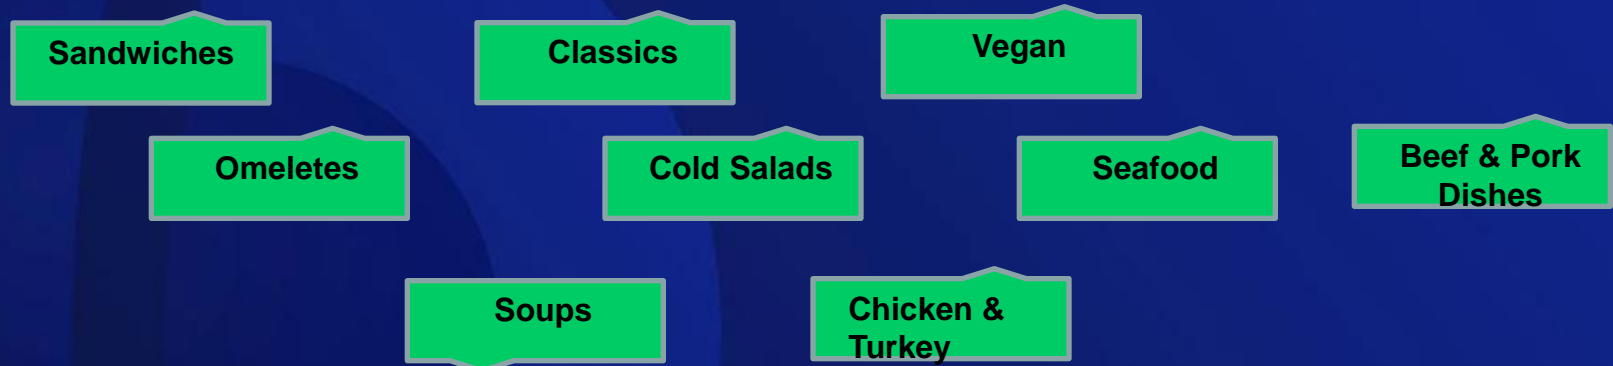 Sandwiches
Classics
Vegan
Omeletes
Cold Salads
Seafood
Beef & Pork
Dishes
Soups
Chicken &
Turkey